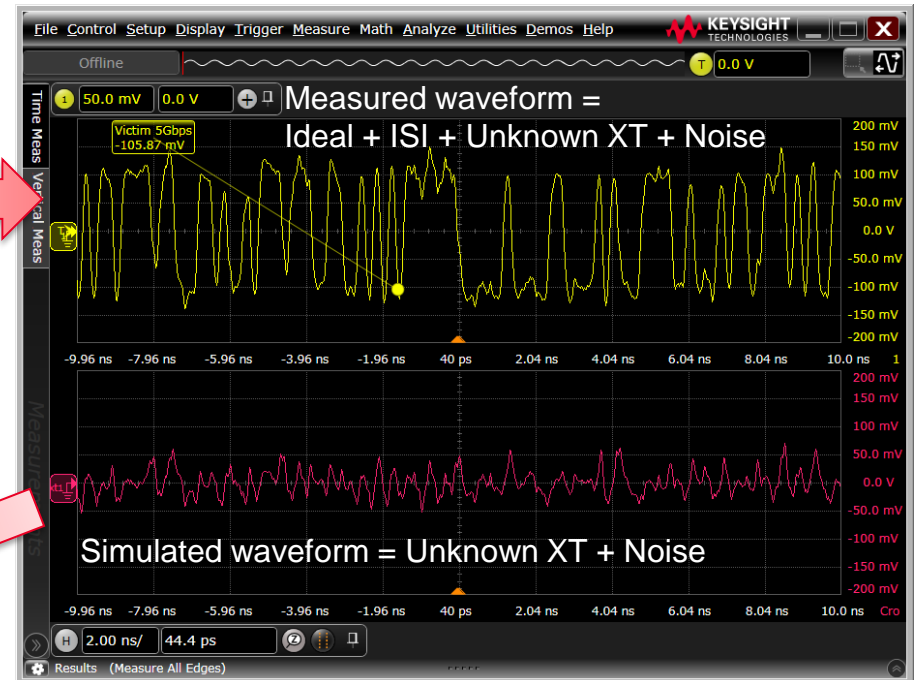 File Control Setup Display Trigger Measure Math Analyze Utilities Demos Help
KEYSIGHT
TECHNOLOGIES
X
Offline
T 0.0 V
1 50.0 mV 0.0 V +
Measured waveform =
Ideal + ISI + Unknown XT + Noise
Time Meas
Vertical Meas
Measurements
Victim 5Gbps
-105.87 mV
200 mV
150 mV
100 mV
50.0 mV
0.0 V
-50.0 mV
-100 mV
-150 mV
-200 mV
-9.96 ns -7.96 ns -5.96 ns -3.96 ns -1.96 ns 40 ps 2.04 ns 4.04 ns 6.04 ns 8.04 ns 10.0 ns 1
200 mV
150 mV
100 mV
50.0 mV
0.0 V
-50.0 mV
-100 mV
-150 mV
-200 mV
Simulated waveform = Unknown XT + Noise
-9.96 ns -7.96 ns -5.96 ns -3.96 ns -1.96 ns 40 ps 2.04 ns 4.04 ns 6.04 ns 8.04 ns 10.0 ns Cro
H 2.00 ns/ 44.4 ps
Results (Measure All Edges)